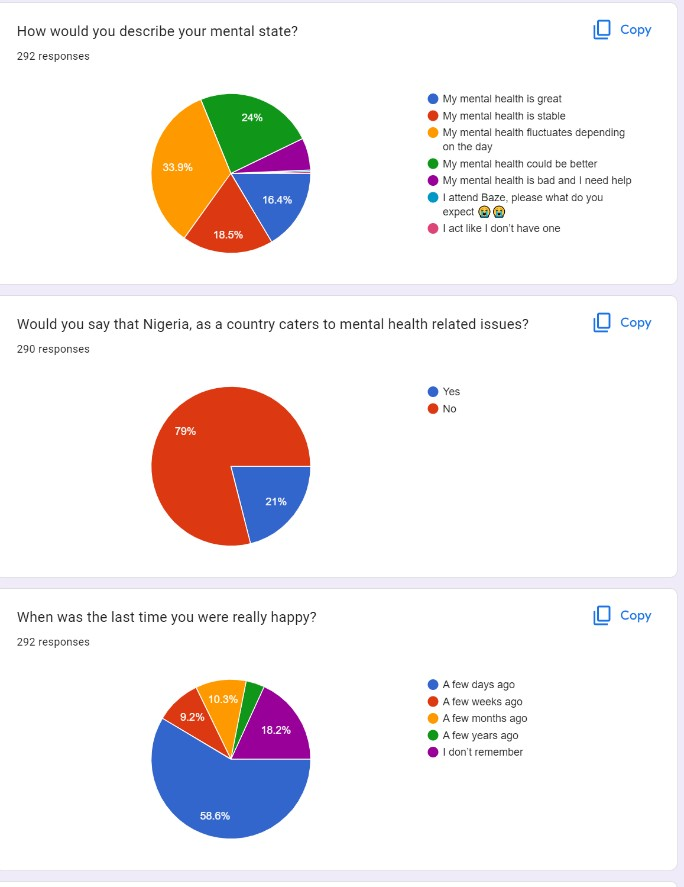 How would you describe your mental state?
Copy
292 responses
24%
33.9%
16.4%
18.5%
My mental health is great
My mental health is stable
My mental health fluctuates depending
on the day
My mental health could be better
My mental health is bad and I need help
I attend Baze, please what do you
expect 😭😭
I act like I don't have one
Would you say that Nigeria, as a country caters to mental health related issues?
Copy
290 responses
79%
21%
Yes
No
When was the last time you were really happy?
Copy
292 responses
10.3%
9.2%
18.2%
58.6%
A few days ago
A few weeks ago
A few months ago
A few years ago
I don't remember